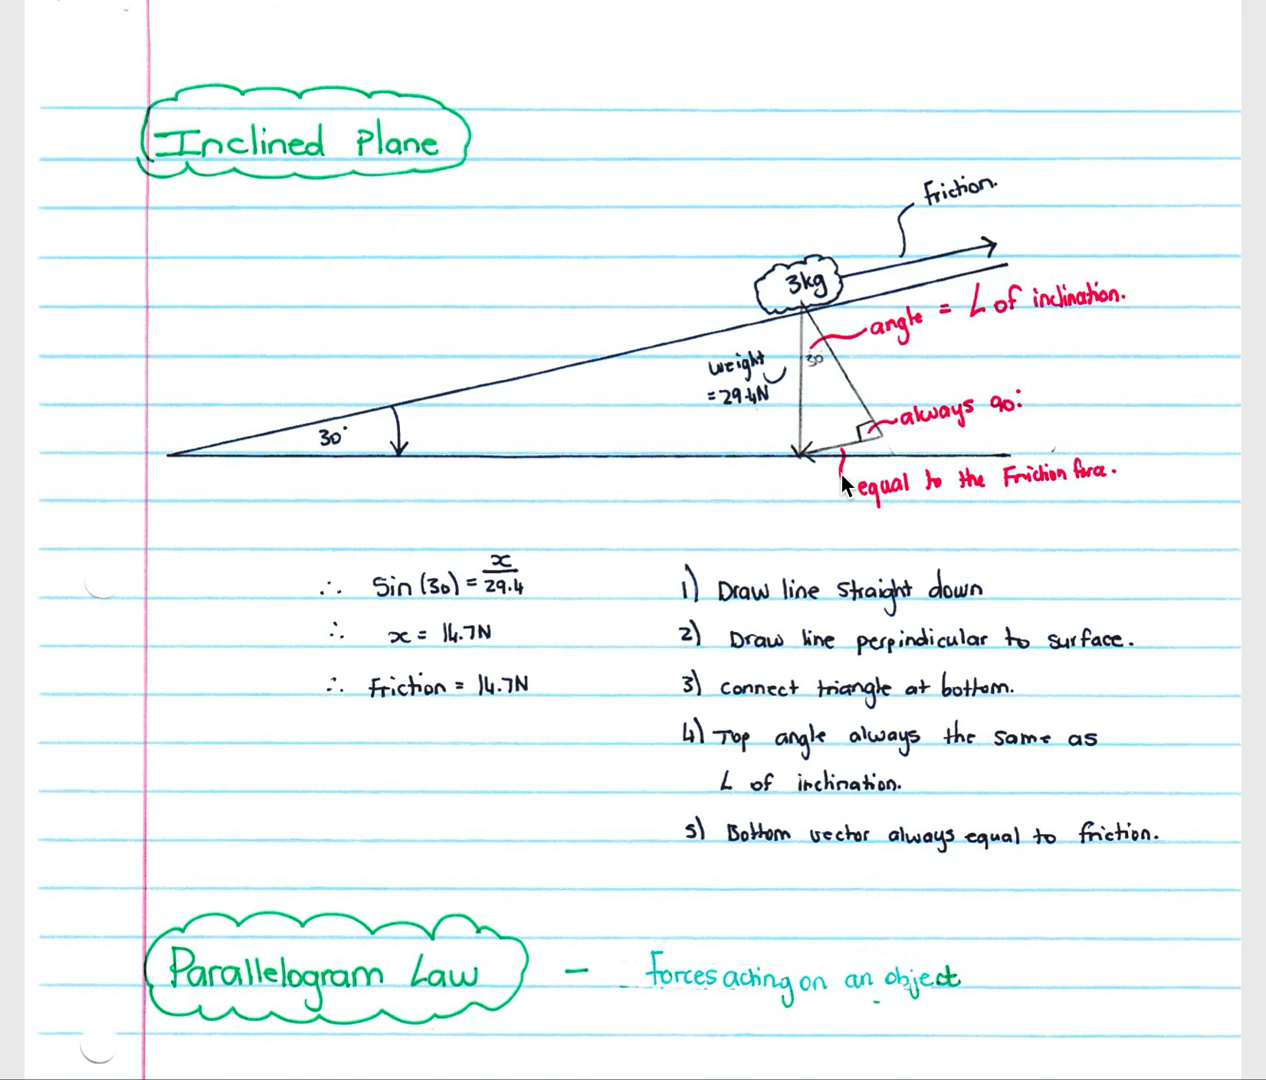 Inclined Plane
friction.
3kg
angle = L of inclination.
30
weight
= 29.4N
always 90°
30°
equal to the Friction force.
∴ Sin (30) = x/29.4
∴ x = 14.7N
∴ Friction = 14.7N
1) Draw line straight down
2) Draw line perpindicular to surface.
3) connect triangle at bottom.
4) Top angle always the same as
L of inclination.
5) Bottom vector always equal to friction.
Parallelogram Law - forces acting on an object